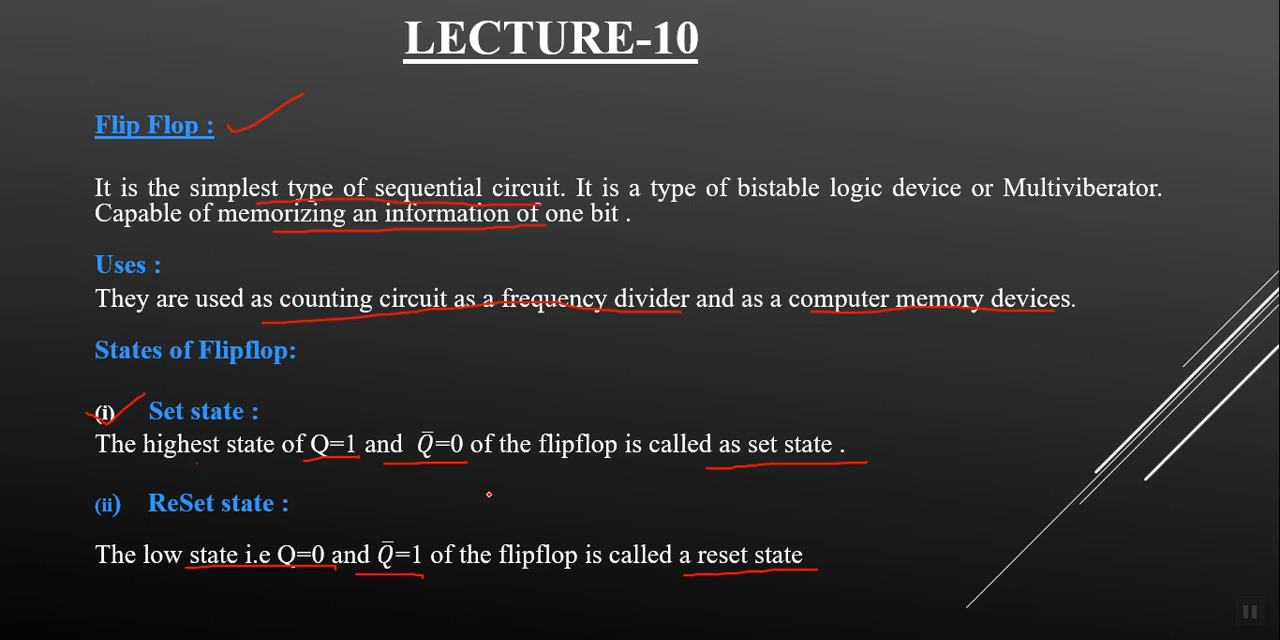 LECTURE-10
Flip Flop :
It is the simplest type of sequential circuit. It is a type of bistable logic device or Multiviberator.
Capable of memorizing an information of one bit .
Uses :
They are used as counting circuit as a frequency divider and as a computer memory devices.
States of Flipflop:
(i) Set state :
The highest state of Q=1 and Q̅=0 of the flipflop is called as set state .
(ii) ReSet state :
The low state i.e Q=0 and Q̅=1 of the flipflop is called a reset state